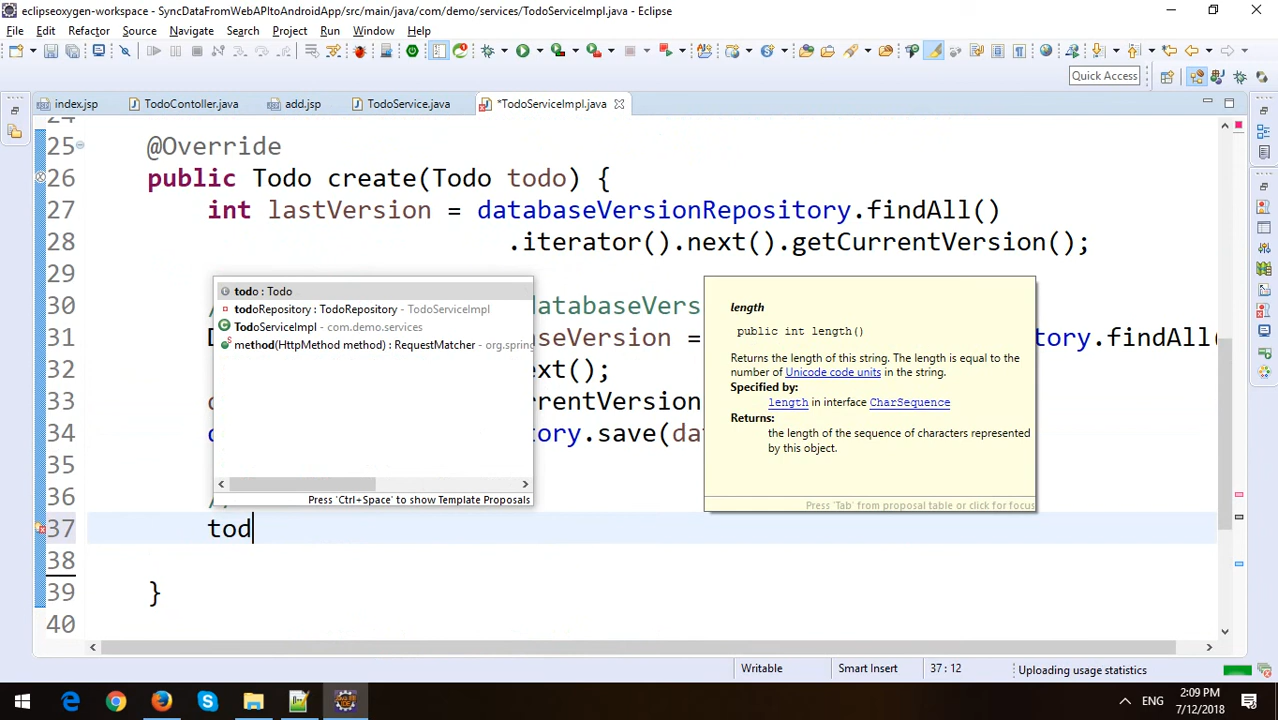 eclipseoxygen-workspace - SyncDataFromWebAPItoAndroidApp/src/main/java/com/demo/services/TodoServiceImpl.java - Eclipse
File Edit Refactor Source Navigate Search Project Run Window Help
Quick Access
index.jsp TodoContoller.java add.jsp TodoService.java *TodoServiceImpl.java
24
25 @Override
26 public Todo create(Todo todo) {
27 int lastVersion = databaseVersionRepository.findAll()
28 .iterator().next().getCurrentVersion();
29
30 / databaseVers
31 D aseVersion = tory.findAll(
32 ext();
33 rrentVersion
34 tory.save(da
35
36 /
37 tod
38
39 }
40
todo : Todo
todoRepository : TodoRepository - TodoServiceImpl
TodoServiceImpl - com.demo.services
method(HttpMethod method) : RequestMatcher - org.spring
Press 'Ctrl+Space' to show Template Proposals
length
public int length()
Returns the length of this string. The length is equal to the
number of Unicode code units in the string.
Specified by:
length in interface CharSequence
Returns:
the length of the sequence of characters represented
by this object.
Press 'Tab' from proposal table or click for focus
Writable Smart Insert 37 : 12 Uploading usage statistics
ENG 2:09 PM
7/12/2018